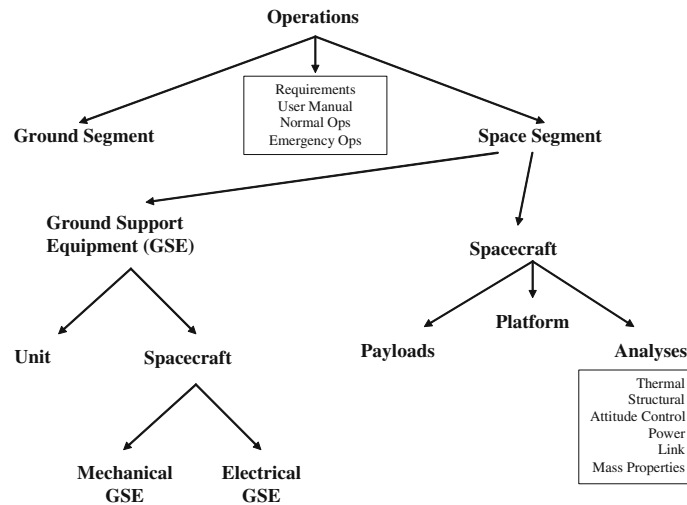 Operations
Requirements
User Manual
Normal Ops
Emergency Ops
Ground Segment
Space Segment
Ground Support
Equipment (GSE)
Spacecraft
Unit
Spacecraft
Payloads
Platform
Analyses
Thermal
Structural
Attitude Control
Power
Link
Mass Properties
Mechanical
GSE
Electrical
GSE